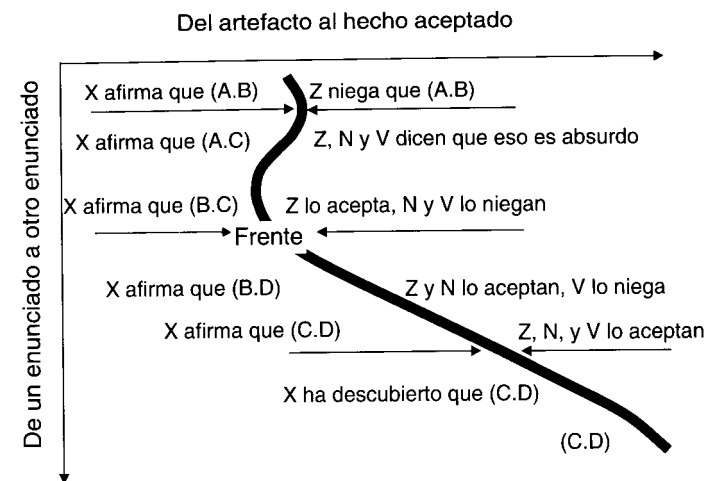 Del artefacto al hecho aceptado
De un enunciado a otro enunciado
X afirma que (A.B) Z niega que (A.B)
X afirma que (A.C) Z, N y V dicen que eso es absurdo
X afirma que (B.C) Z lo acepta, N y V lo niegan
Frente
X afirma que (B.D) Z y N lo aceptan, V lo niega
X afirma que (C.D) Z, N, y V lo aceptan
X ha descubierto que (C.D)
(C.D)